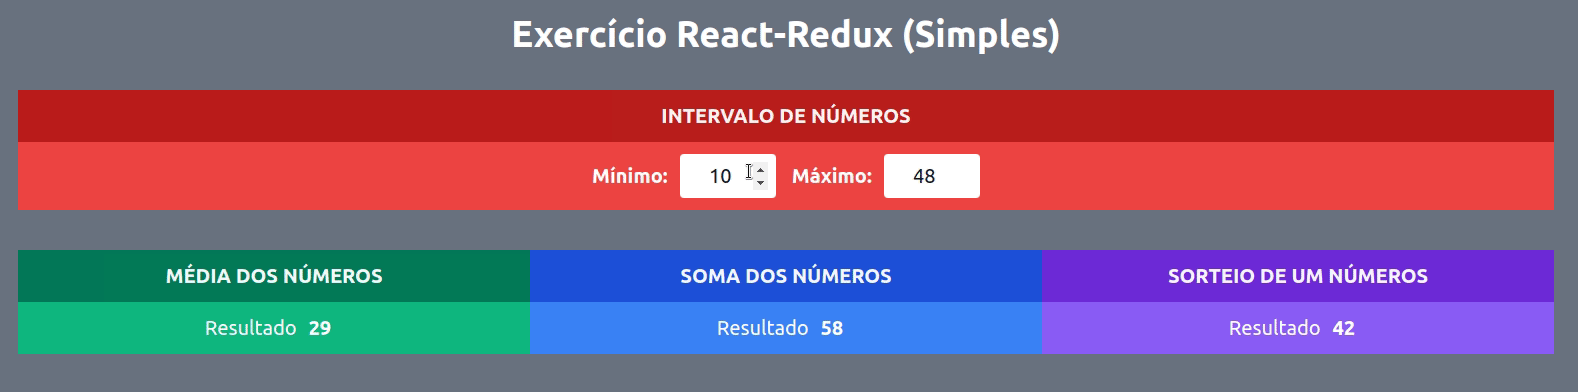 Exercício React-Redux (Simples)
INTERVALO DE NÚMEROS
Mínimo: 10 Máximo: 48
MÉDIA DOS NÚMEROS
Resultado 29
SOMA DOS NÚMEROS
Resultado 58
SORTEIO DE UM NÚMEROS
Resultado 42